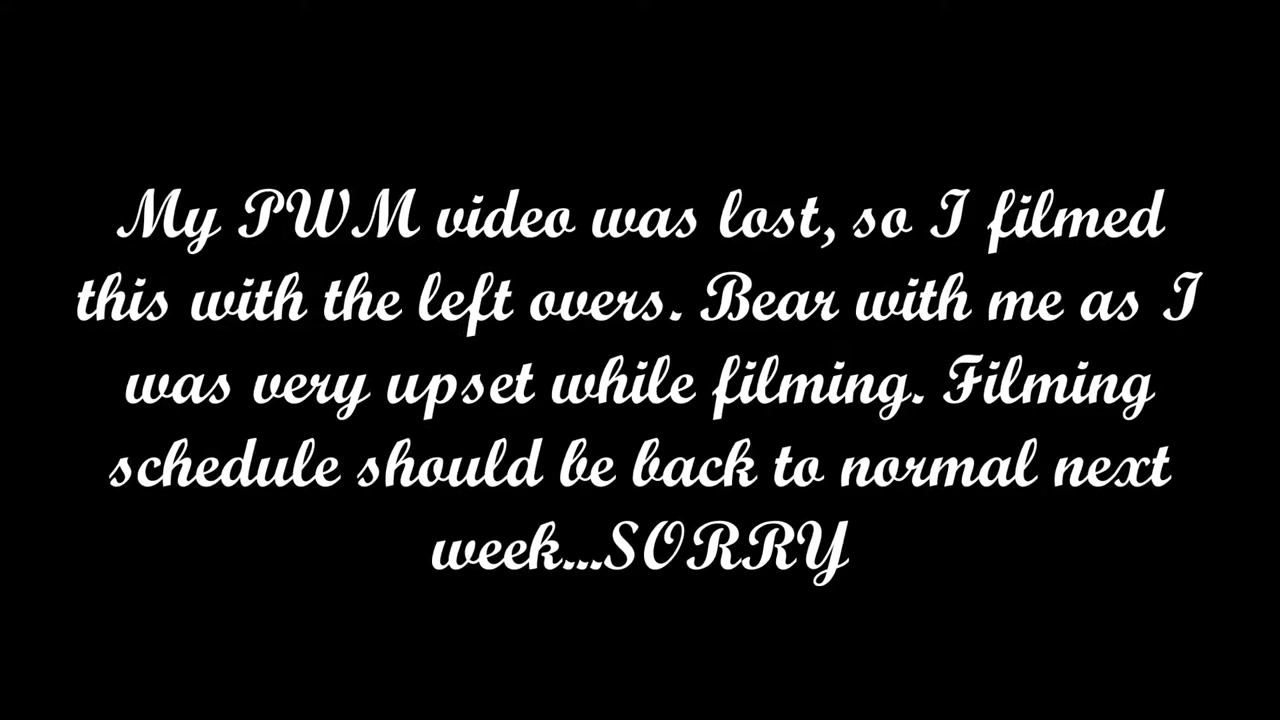 My PWM video was lost, so I filmed
this with the left overs. Bear with me as I
was very upset while filming. Filming
schedule should be back to normal next
week...SORRY